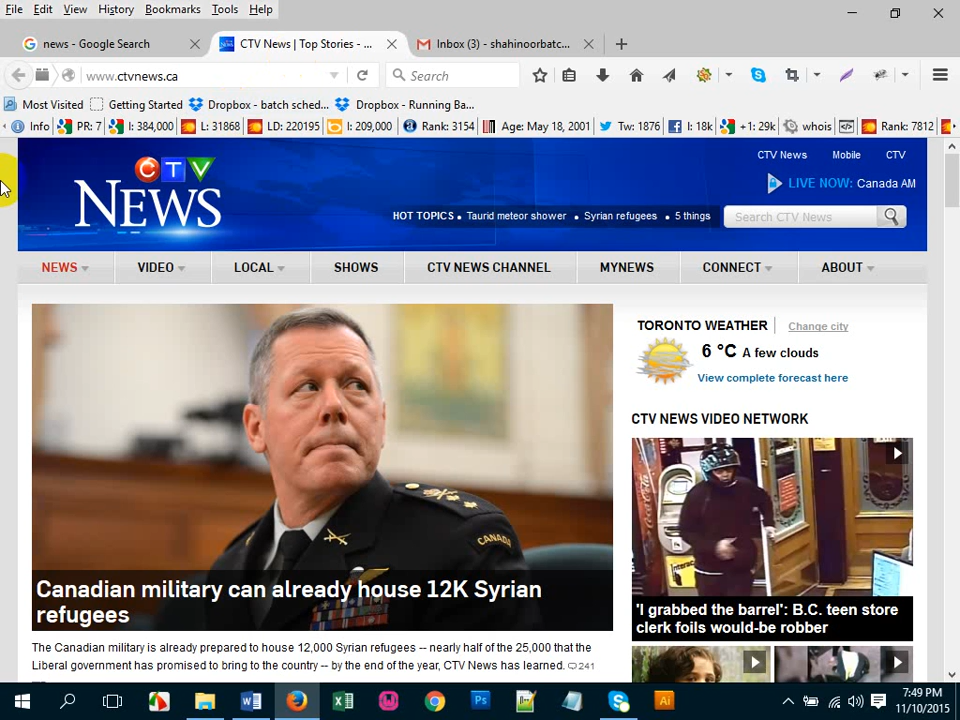 File Edit View History Bookmarks Tools Help
news - Google Search
CTV News | Top Stories - ...
Inbox (3) - shahinoorbatc...
www.ctvnews.ca
Search
Most Visited Getting Started Dropbox - batch sched... Dropbox - Running Ba...
Info PR: 7 I: 384,000 L: 31868 LD: 220195 I: 209,000 Rank: 3154 Age: May 18, 2001 Tw: 1876 I: 18k +1: 29k whois Rank: 7812
CTV News Mobile CTV
CTV
NEWS
LIVE NOW: Canada AM
HOT TOPICS • Taurid meteor shower • Syrian refugees • 5 things
Search CTV News
NEWS VIDEO LOCAL SHOWS CTV NEWS CHANNEL MYNEWS CONNECT ABOUT
TORONTO WEATHER | Change city
6 °C A few clouds
View complete forecast here
CTV NEWS VIDEO NETWORK
CANADA
Canadian military can already house 12K Syrian
refugees
The Canadian military is already prepared to house 12,000 Syrian refugees -- nearly half of the 25,000 that the
Liberal government has promised to bring to the country -- by the end of the year, CTV News has learned. 241
Coca-Cola
Interac
'I grabbed the barrel': B.C. teen store
clerk foils would-be robber
7:49 PM
11/10/2015